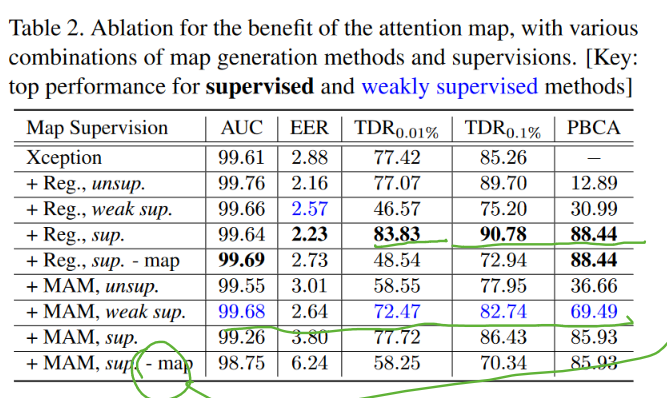 Table 2. Ablation for the benefit of the attention map, with various
combinations of map generation methods and supervisions. [Key:
top performance for supervised and weakly supervised methods]
Map Supervision AUC EER TDR0.01% TDR0.1% PBCA
Xception 99.61 2.88 77.42 85.26 –
+ Reg., unsup. 99.76 2.16 77.07 89.70 12.89
+ Reg., weak sup. 99.66 2.57 46.57 75.20 30.99
+ Reg., sup. 99.64 2.23 83.83 90.78 88.44
+ Reg., sup. - map 99.69 2.73 48.54 72.94 88.44
+ MAM, unsup. 99.55 3.01 58.55 77.95 36.66
+ MAM, weak sup. 99.68 2.64 72.47 82.74 69.49
+ MAM, sup. 99.26 3.80 77.72 86.43 85.93
+ MAM, sup. - map 98.75 6.24 58.25 70.34 85.93